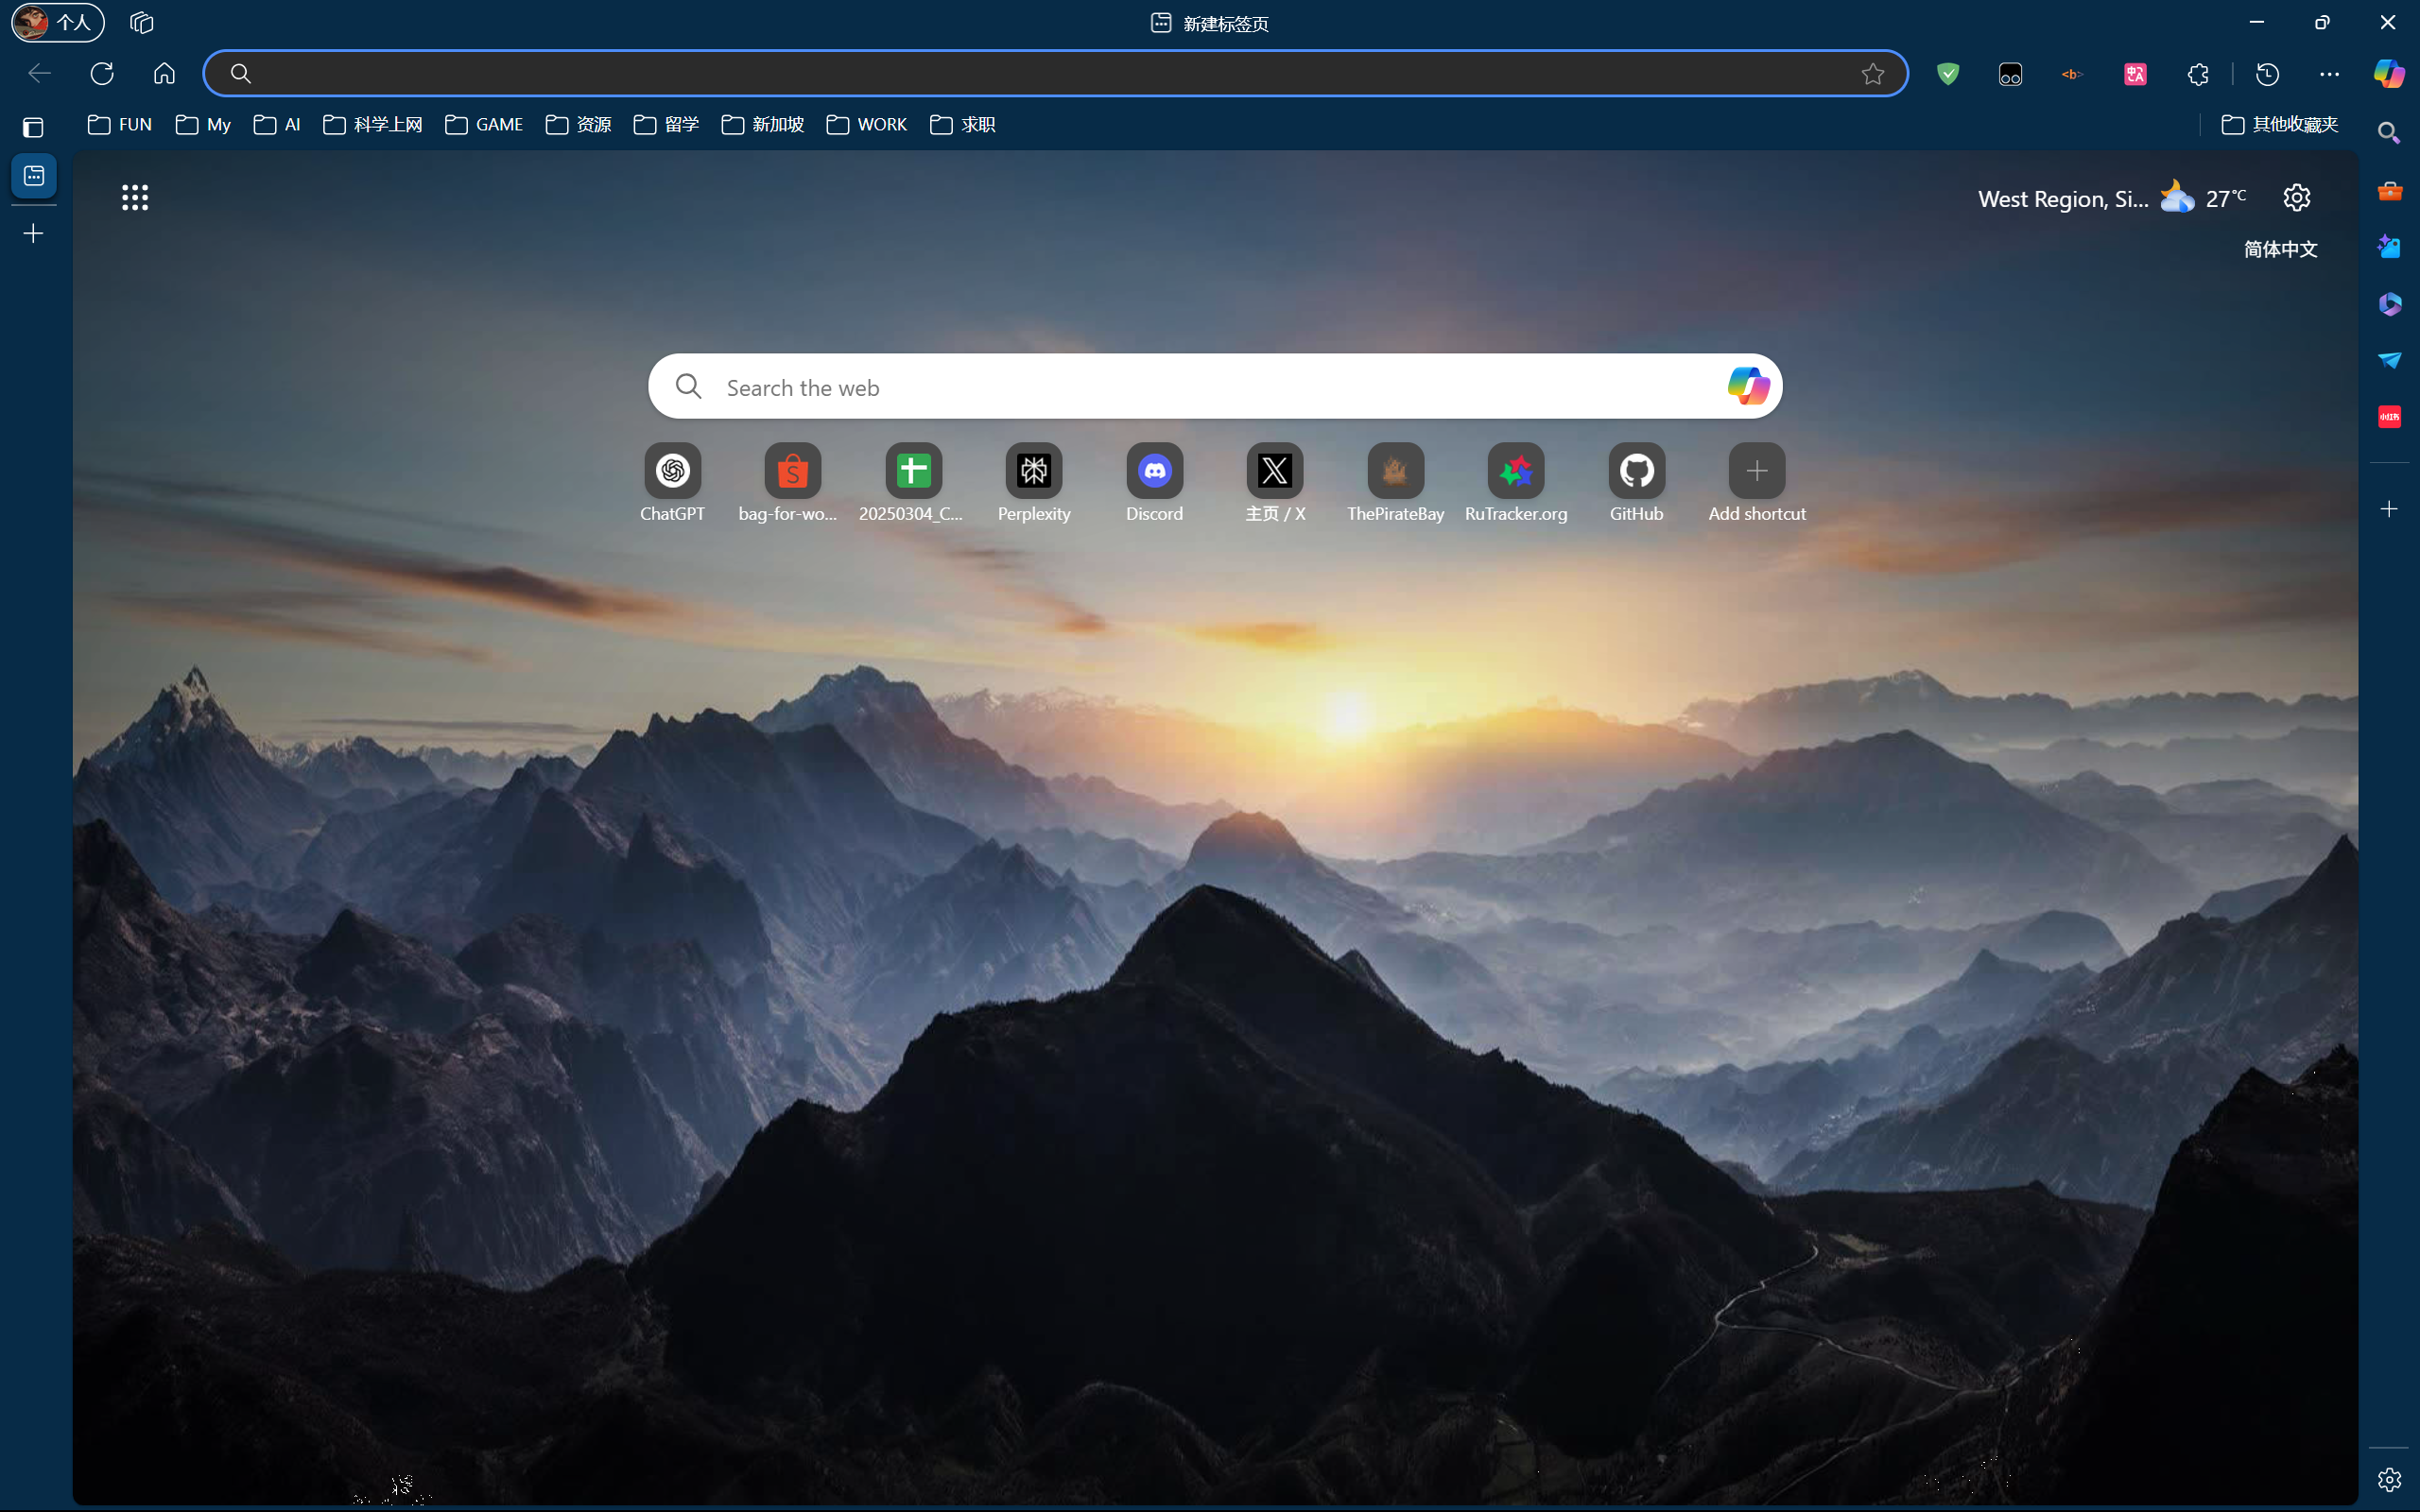 个人
新建标签页
FUN
My
AI
科学上网
GAME
资源
留学
新加坡
WORK
求职
其他收藏夹
West Region, Si... 27°C
简体中文
Search the web
ChatGPT
bag-for-wo...
20250304_C...
Perplexity
Discord
主页 / X
ThePirateBay
RuTracker.org
GitHub
Add shortcut